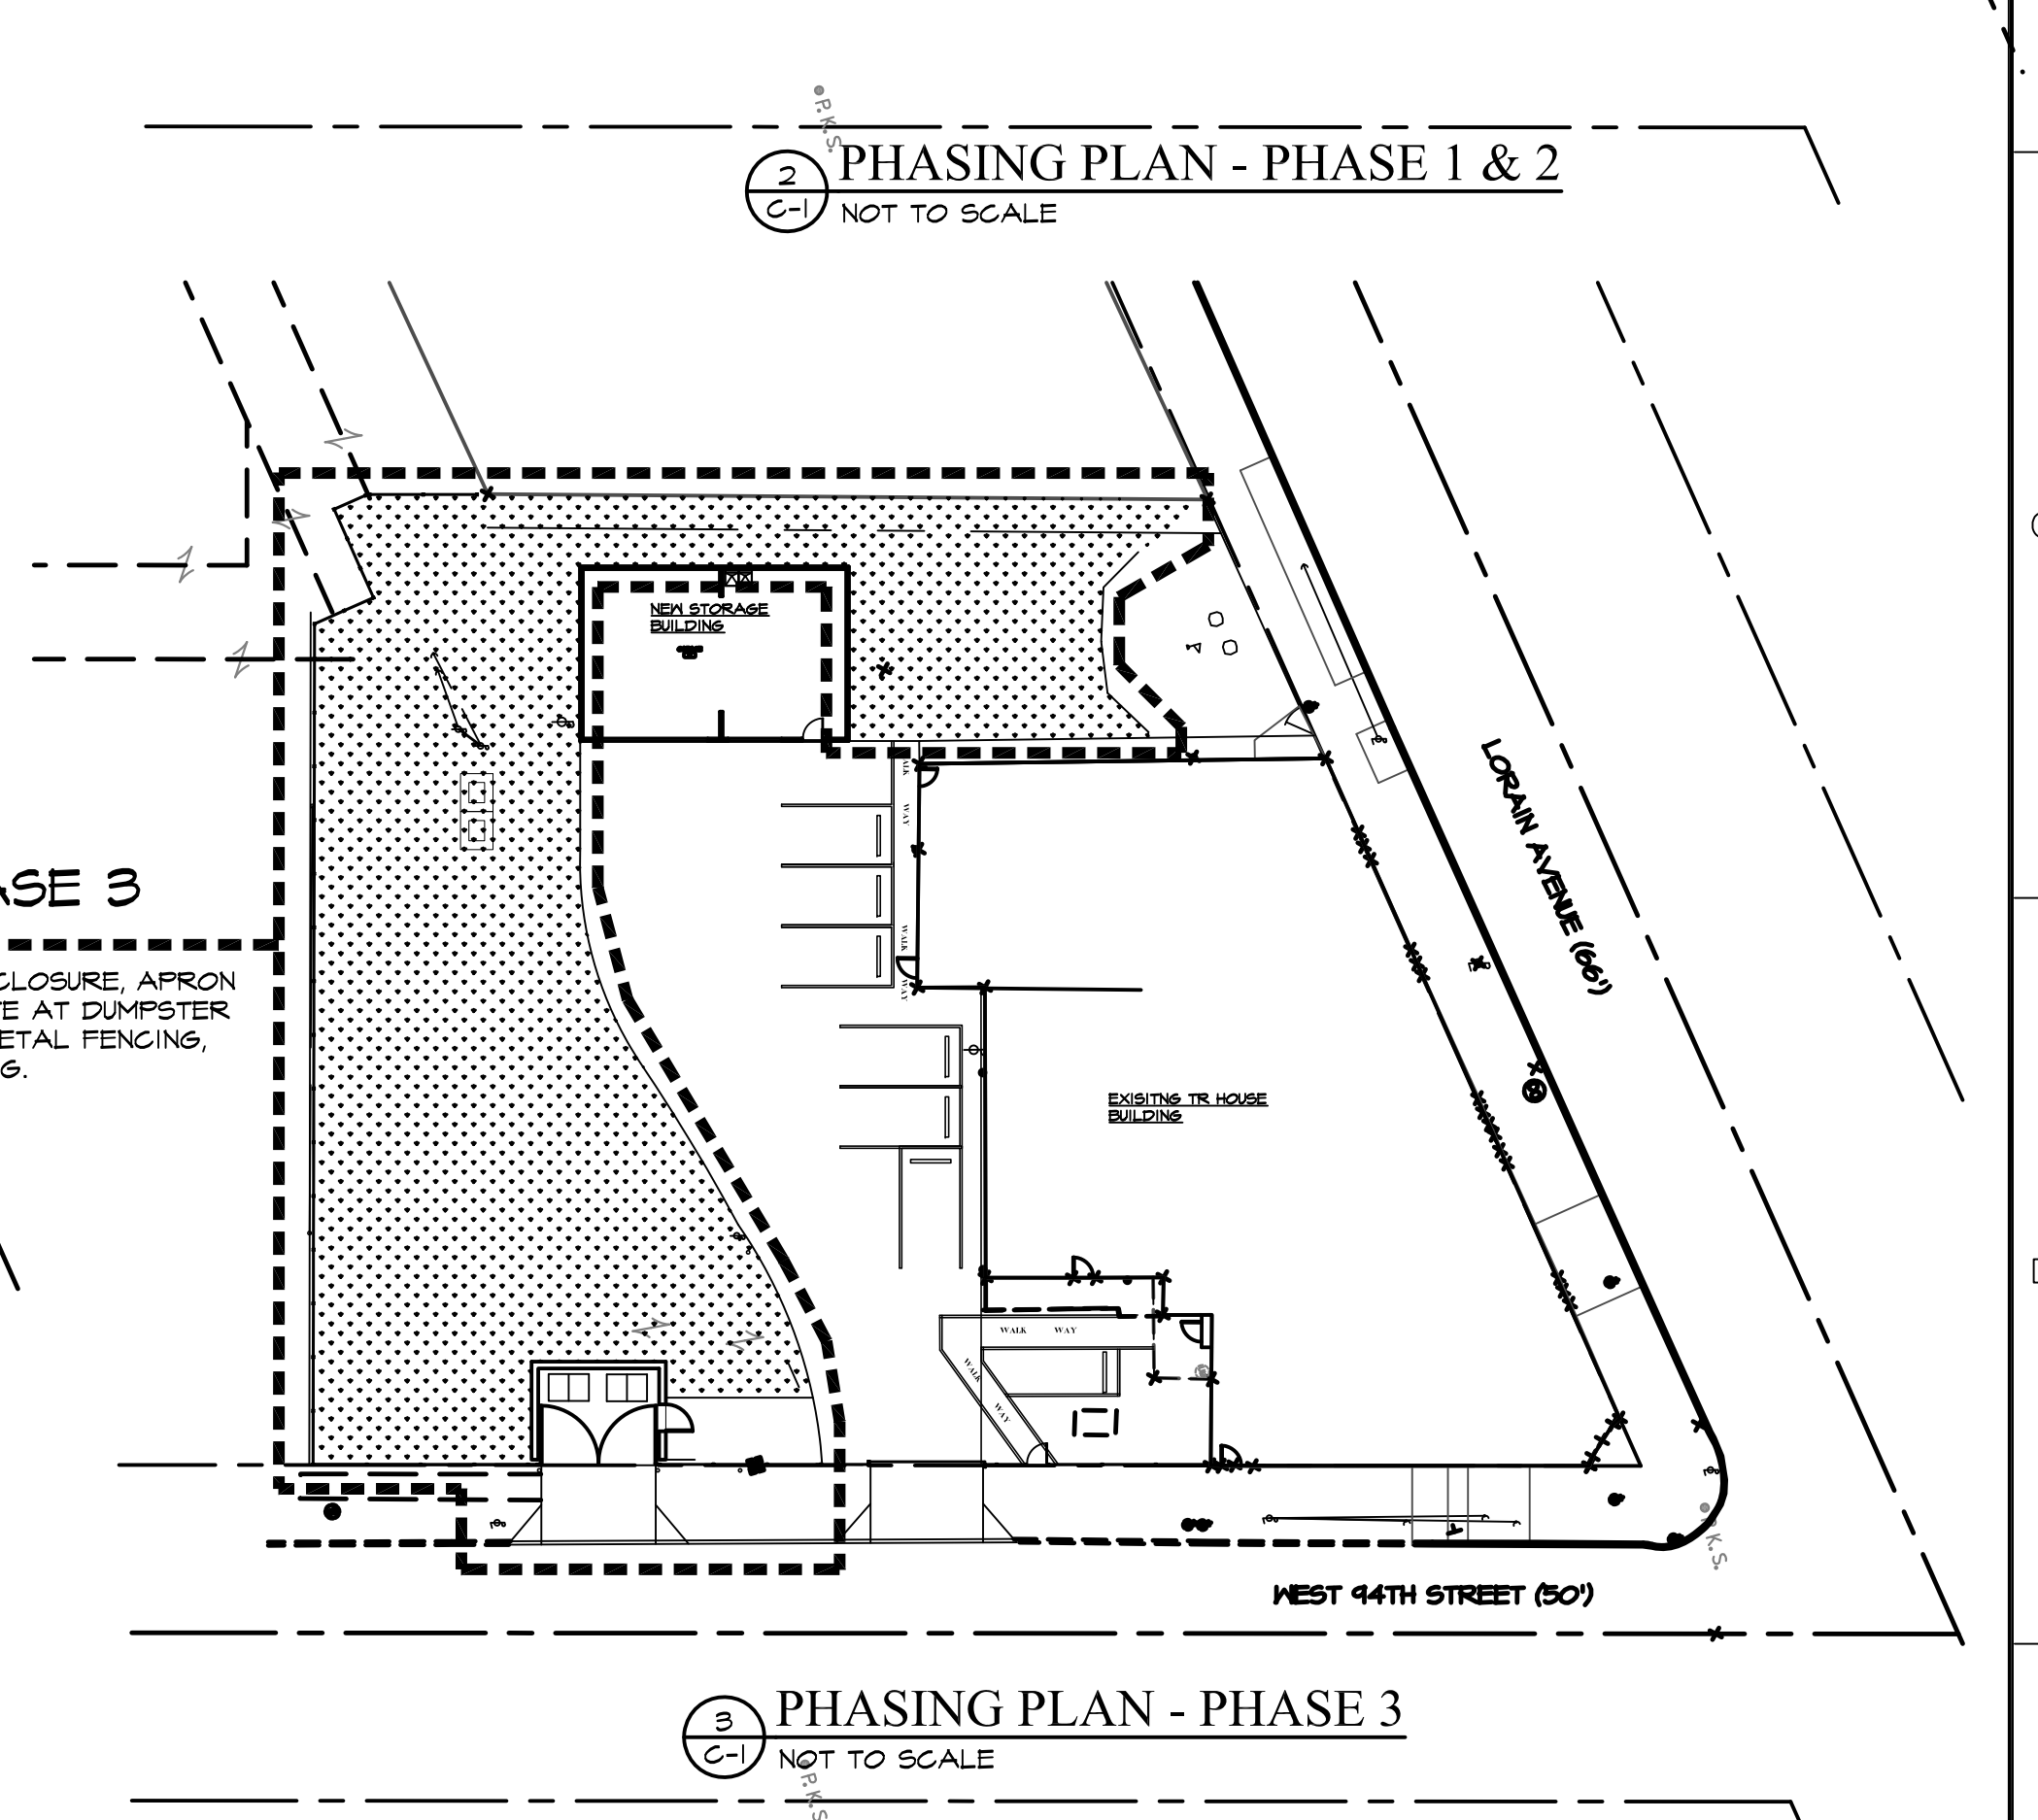 P.K.S.
2
C-1
PHASING PLAN - PHASE 1 & 2
NOT TO SCALE
NEW STORAGE
BUILDING
WALK
WAY
WALK
WAY
LORAIN AVENUE (66')
ASE 3
CLOSURE, APRON
TE AT DUMPSTER
ETAL FENCING,
G.
EXISITNG TR HOUSE
BUILDING
WALK WAY
WALK
WAY
P.K.S.
WEST 94TH STREET (50')
3
C-1
PHASING PLAN - PHASE 3
NOT TO SCALE
P.K.S